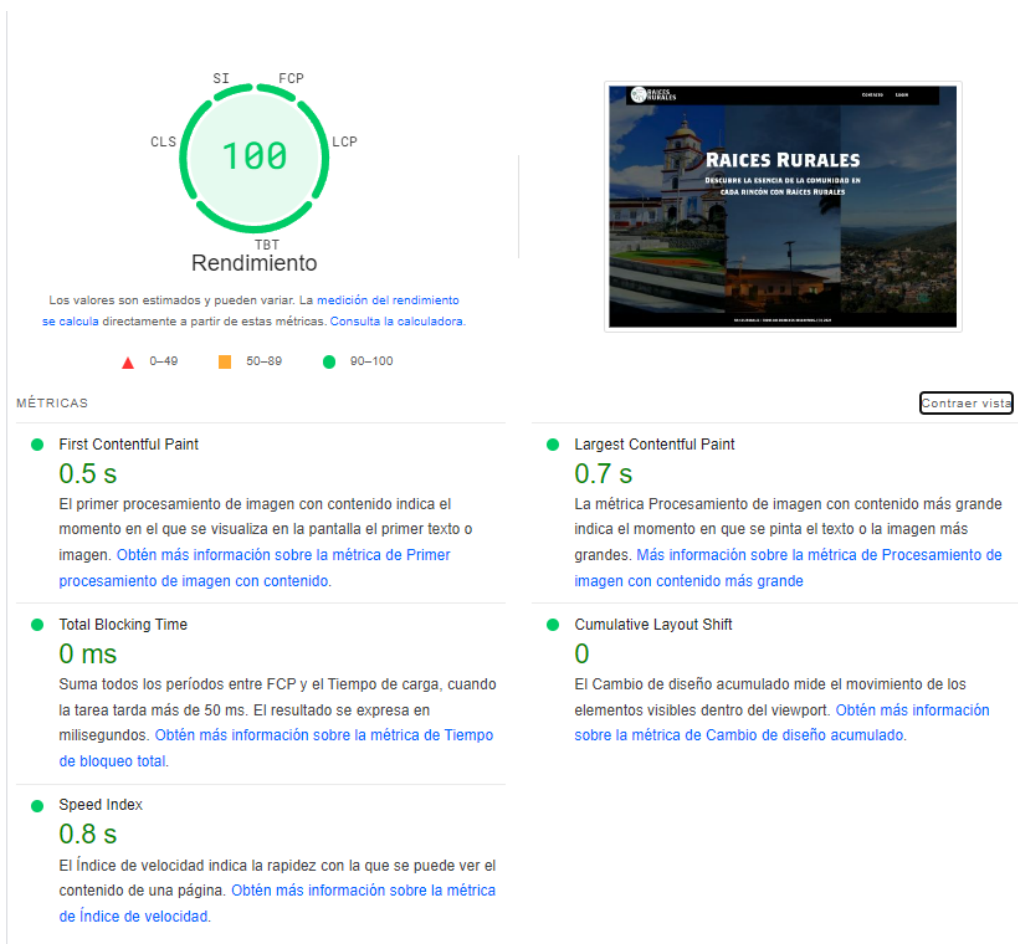 SI
FCP
CLS
LCP
100
TBT
Rendimiento
Los valores son estimados y pueden variar. La medición del rendimiento
se calcula directamente a partir de estas métricas. Consulta la calculadora.
0–49
50–89
90–100
RAICES
RURALES
Contacto
Login
Raices Rurales
Descubre la esencia de la comunidad en
cada rincón con Raíces Rurales
MÉTRICAS
Contraer vista
First Contentful Paint
0.5 s
El primer procesamiento de imagen con contenido indica el
momento en el que se visualiza en la pantalla el primer texto o
imagen. Obtén más información sobre la métrica de Primer
procesamiento de imagen con contenido.
Largest Contentful Paint
0.7 s
La métrica Procesamiento de imagen con contenido más grande
indica el momento en que se pinta el texto o la imagen más
grandes. Más información sobre la métrica de Procesamiento de
imagen con contenido más grande
Total Blocking Time
0 ms
Suma todos los períodos entre FCP y el Tiempo de carga, cuando
la tarea tarda más de 50 ms. El resultado se expresa en
milisegundos. Obtén más información sobre la métrica de Tiempo
de bloqueo total.
Cumulative Layout Shift
0
El Cambio de diseño acumulado mide el movimiento de los
elementos visibles dentro del viewport. Obtén más información
sobre la métrica de Cambio de diseño acumulado.
Speed Index
0.8 s
El Índice de velocidad indica la rapidez con la que se puede ver el
contenido de una página. Obtén más información sobre la métrica
de Índice de velocidad.